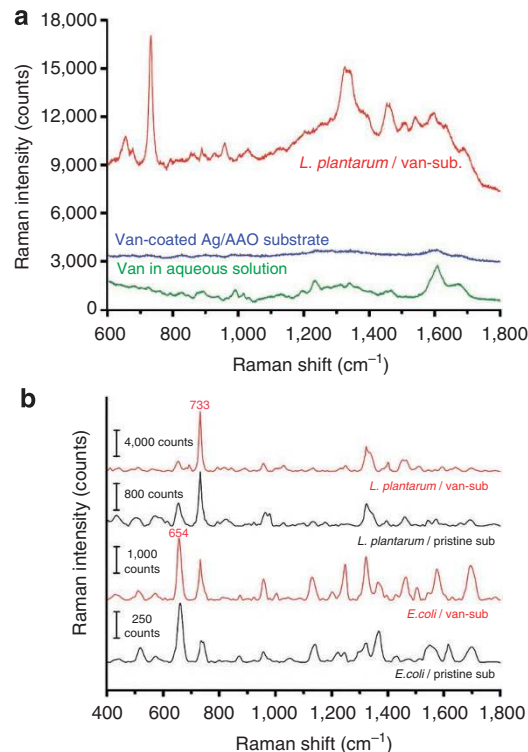 a
18,000
15,000
12,000
9,000
6,000
3,000
0
Raman intensity (counts)
L. plantarum / van-sub.
Van-coated Ag/AAO substrate
Van in aqueous solution
600 800 1,000 1,200 1,400 1,600 1,800
Raman shift (cm⁻¹)
b
Raman intensity (counts)
733
4,000 counts
L. plantarum / van-sub
800 counts
L. plantarum / pristine sub
654
1,000
counts
E.coli / van-sub
250
counts
E.coli / pristine sub
400 600 800 1,000 1,200 1,400 1,600 1,800
Raman shift (cm⁻¹)